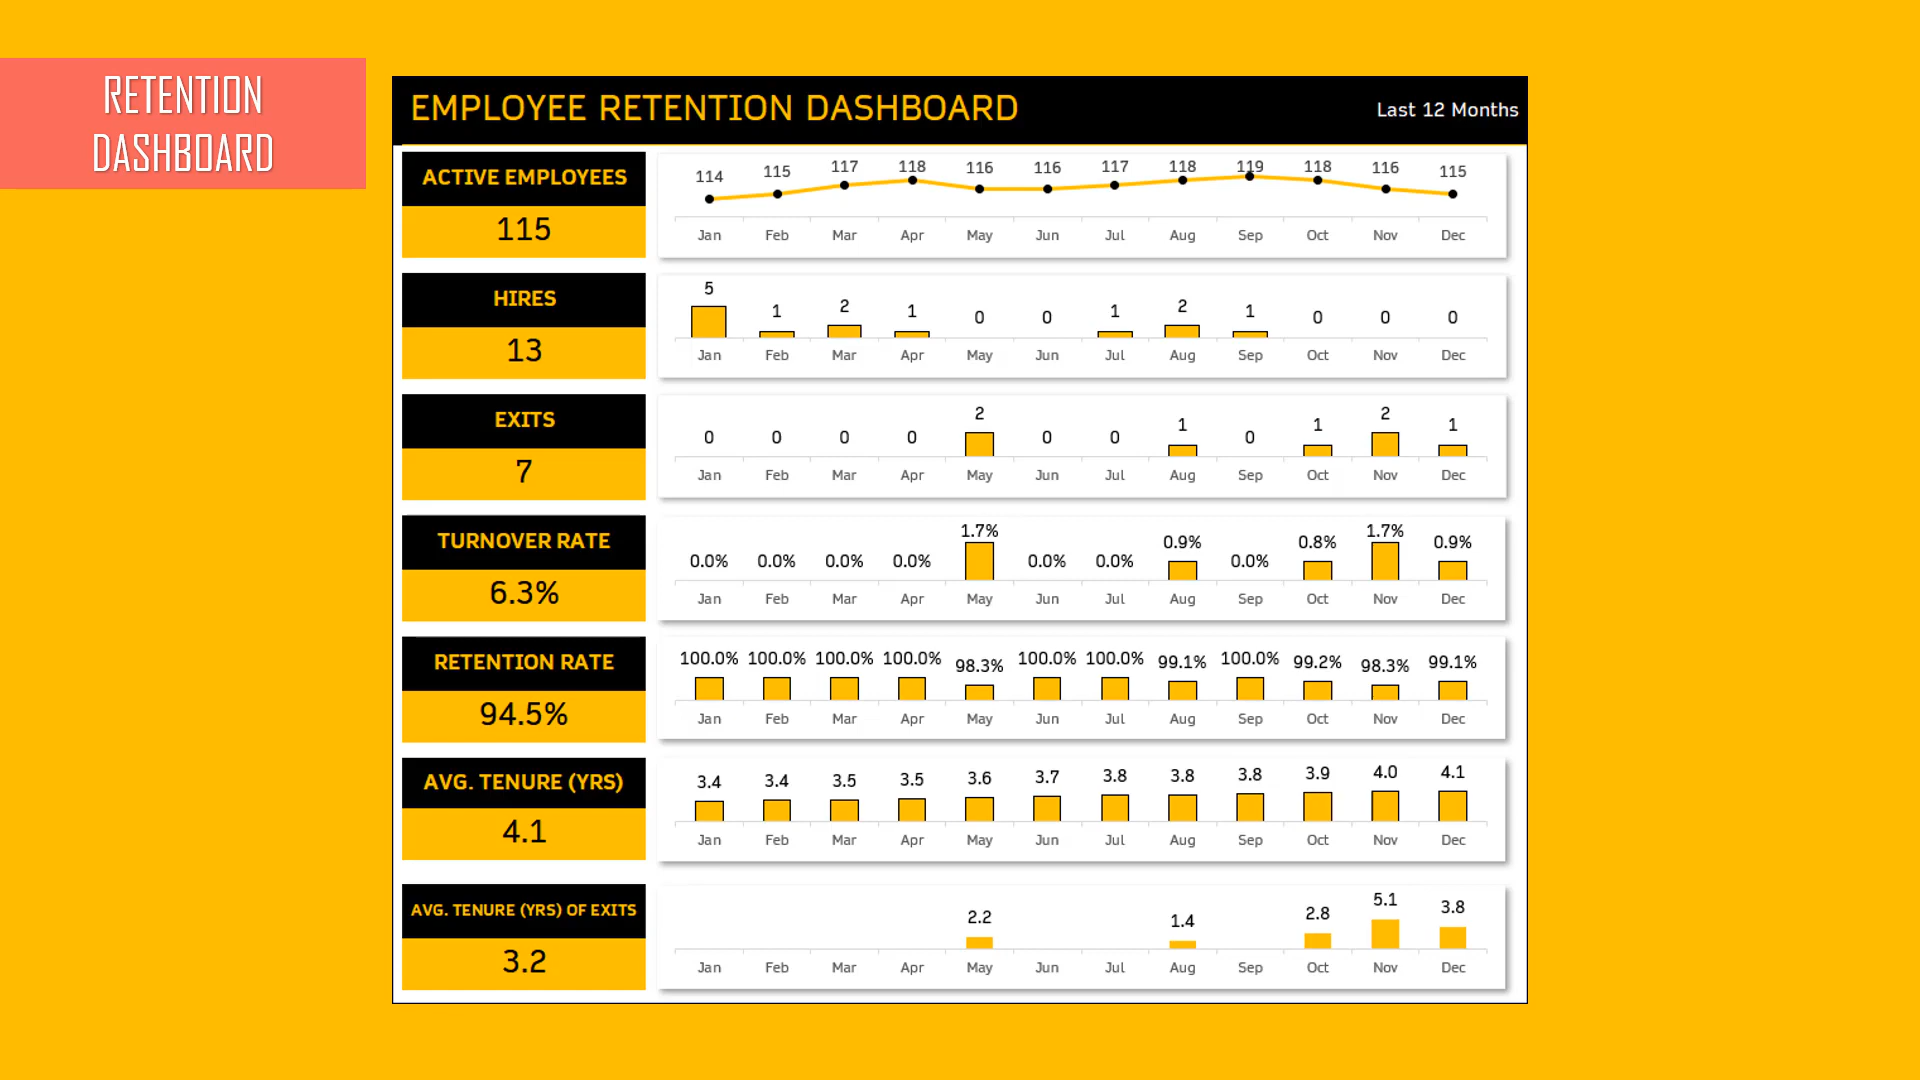 RETENTION
DASHBOARD
EMPLOYEE RETENTION DASHBOARD
Last 12 Months
ACTIVE EMPLOYEES
115
114 115 117 118 116 116 117 118 119 118 116 115
Jan Feb Mar Apr May Jun Jul Aug Sep Oct Nov Dec
HIRES
13
5 1 2 1 0 0 1 2 1 0 0 0
Jan Feb Mar Apr May Jun Jul Aug Sep Oct Nov Dec
EXITS
7
0 0 0 0 2 0 0 1 0 1 2 1
Jan Feb Mar Apr May Jun Jul Aug Sep Oct Nov Dec
TURNOVER RATE
6.3%
0.0% 0.0% 0.0% 0.0% 1.7% 0.0% 0.0% 0.9% 0.0% 0.8% 1.7% 0.9%
Jan Feb Mar Apr May Jun Jul Aug Sep Oct Nov Dec
RETENTION RATE
94.5%
100.0% 100.0% 100.0% 100.0% 98.3% 100.0% 100.0% 99.1% 100.0% 99.2% 98.3% 99.1%
Jan Feb Mar Apr May Jun Jul Aug Sep Oct Nov Dec
AVG. TENURE (YRS)
4.1
3.4 3.4 3.5 3.5 3.6 3.7 3.8 3.8 3.8 3.9 4.0 4.1
Jan Feb Mar Apr May Jun Jul Aug Sep Oct Nov Dec
AVG. TENURE (YRS) OF EXITS
3.2
2.2 1.4 2.8 5.1 3.8
Jan Feb Mar Apr May Jun Jul Aug Sep Oct Nov Dec